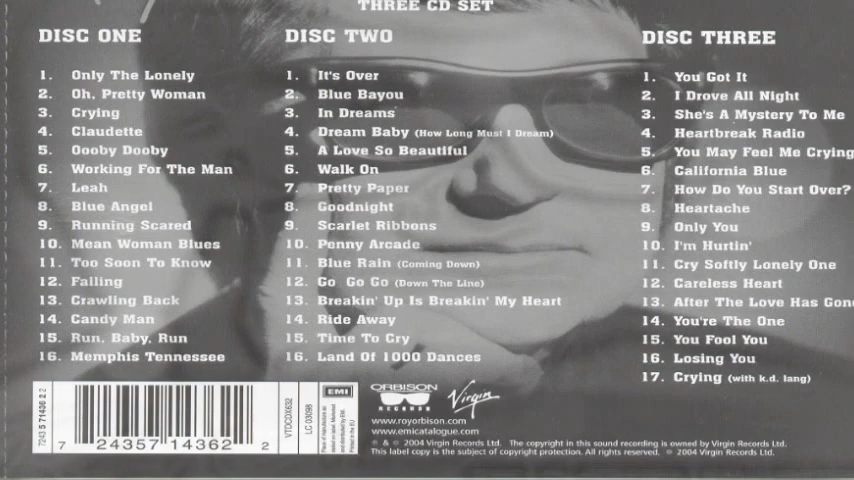 THREE CD SET
DISC ONE
1. Only The Lonely
2. Oh, Pretty Woman
3. Crying
4. Claudette
5. Oooby Dooby
6. Working For The Man
7. Leah
8. Blue Angel
9. Running Scared
10. Mean Woman Blues
11. Too Soon To Know
12. Falling
13. Crawling Back
14. Candy Man
15. Run, Baby, Run
16. Memphis Tennessee
DISC TWO
1. It's Over
2. Blue Bayou
3. In Dreams
4. Dream Baby (How Long Must I Dream)
5. A Love So Beautiful
6. Walk On
7. Pretty Paper
8. Goodnight
9. Scarlet Ribbons
10. Penny Arcade
11. Blue Rain (Coming Down)
12. Go Go Go (Down The Line)
13. Breakin' Up Is Breakin' My Heart
14. Ride Away
15. Time To Cry
16. Land Of 1000 Dances
DISC THREE
1. You Got It
2. I Drove All Night
3. She's A Mystery To Me
4. Heartbreak Radio
5. You May Feel Me Crying
6. California Blue
7. How Do You Start Over?
8. Heartache
9. Only You
10. I'm Hurtin'
11. Cry Softly Lonely One
12. Careless Heart
13. After The Love Has Gone
14. You're The One
15. You Fool You
16. Losing You
17. Crying (with k.d. lang)
7243 5 71436 2 2
7 24357 14362 2
VTDCDX632
LC 03098
EMI
ORBISON
RECORDS
Virgin
www.royorbison.com
www.emicatalogue.com
℗ & © 2004 Virgin Records Ltd. The copyright in this sound recording is owned by Virgin Records Ltd.
This label copy is the subject of copyright protection. All rights reserved. © 2004 Virgin Records Ltd.